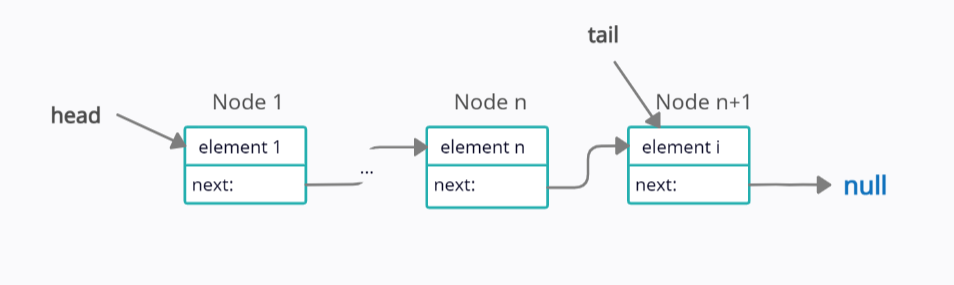 tail
head
Node 1
Node n
Node n+1
element 1
element n
element i
...
next:
next:
next:
null